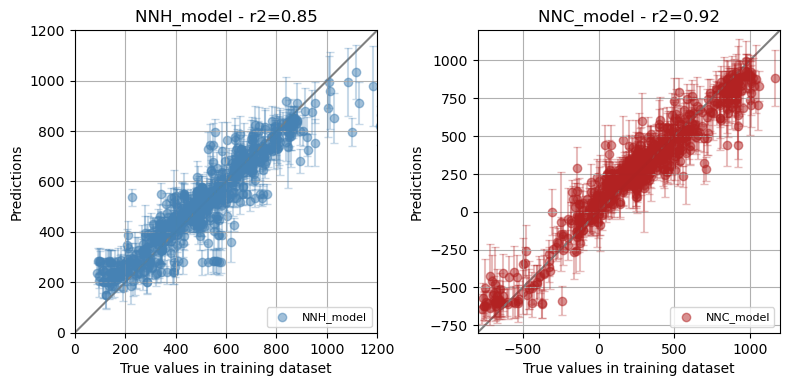 NNH_model - r2=0.85
1200
1000
800
600
400
200
0
Predictions
0 200 400 600 800 1000 1200
True values in training dataset
NNH_model
NNC_model - r2=0.92
1000
750
500
250
0
−250
−500
−750
Predictions
−500 0 500 1000
True values in training dataset
NNC_model